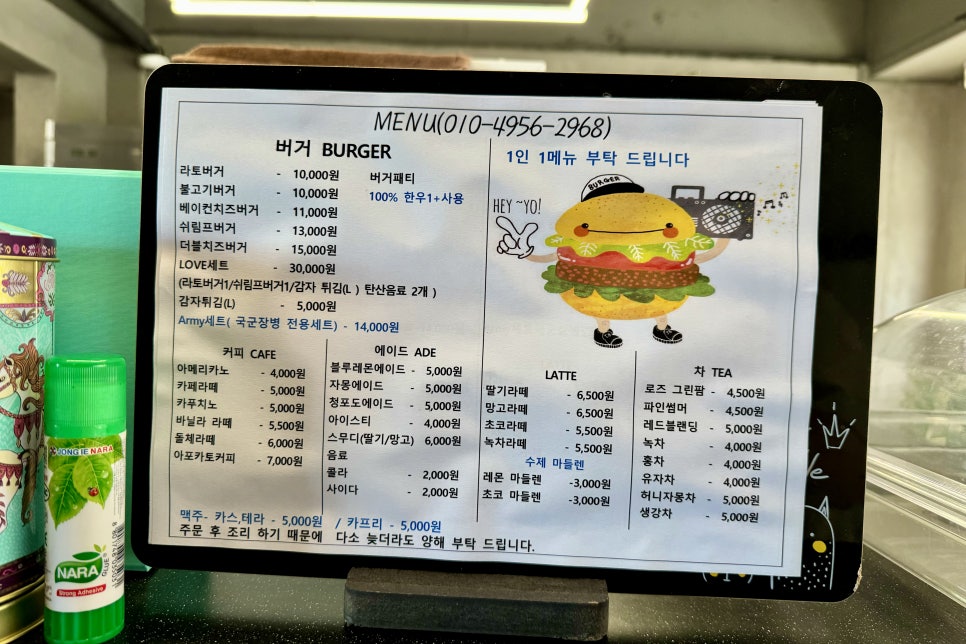 MENU(010-4956-2968)
버거 BURGER
라토버거 - 10,000원
불고기버거 - 10,000원
베이컨치즈버거 - 11,000원
쉬림프버거 - 13,000원
더블치즈버거 - 15,000원
LOVE세트 - 30,000원
(라토버거1/쉬림프버거1/감자 튀김(L ) 탄산음료 2개 )
감자튀김(L) - 5,000원
Army세트( 국군장병 전용세트) - 14,000원
버거패티
100% 한우1+사용
1인 1메뉴 부탁 드립니다
BURGER
HEY ~YO!
커피 CAFE
아메리카노 - 4,000원
카페라떼 - 5,000원
카푸치노 - 5,000원
바닐라 라떼 - 5,500원
돌체라떼 - 6,000원
아포카토커피 - 7,000원
에이드 ADE
블루레몬에이드 - 5,000원
자몽에이드 - 5,000원
청포도에이드 - 5,000원
아이스티 - 4,000원
스무디(딸기/망고) 6,000원
음료
콜라 - 2,000원
사이다 - 2,000원
LATTE
딸기라떼 - 6,500원
망고라떼 - 6,500원
초코라떼 - 5,500원
녹차라떼 - 5,500원
수제 마들렌
레몬 마들렌 -3,000원
초코 마들렌 -3,000원
차 TEA
로즈 그린팜 - 4,500원
파인썸머 - 4,500원
레드블랜딩 - 5,000원
녹차 - 4,000원
홍차 - 4,000원
유자차 - 4,000원
허니자몽차 - 5,000원
생강차 - 5,000원
맥주- 카스,테라 - 5,000원 / 카프리 - 5,000원
주문 후 조리 하기 때문에 다소 늦더라도 양해 부탁 드립니다.
JONG IE NARA
NARA
Strong Adhesive